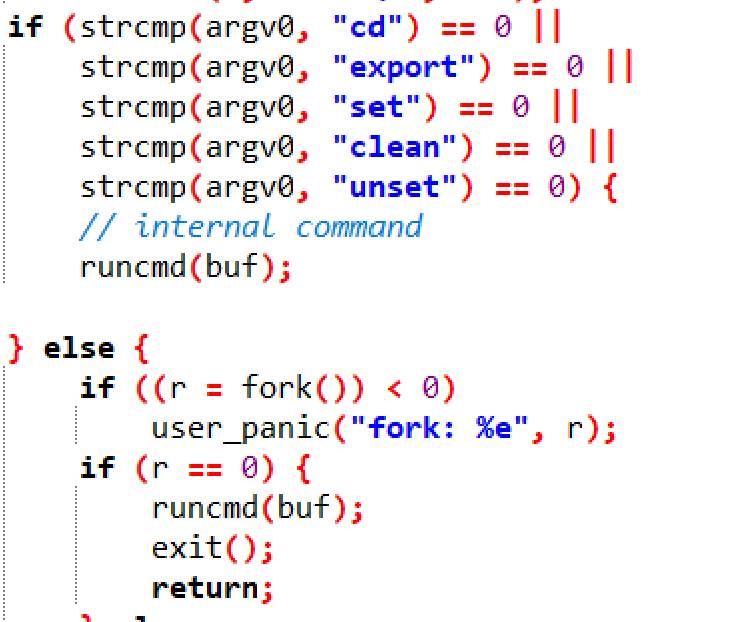 if (strcmp(argv0, "cd") == 0 ||
strcmp(argv0, "export") == 0 ||
strcmp(argv0, "set") == 0 ||
strcmp(argv0, "clean") == 0 ||
strcmp(argv0, "unset") == 0) {
// internal command
runcmd(buf);
} else {
if ((r = fork()) < 0)
user_panic("fork: %e", r);
if (r == 0) {
runcmd(buf);
exit();
return;